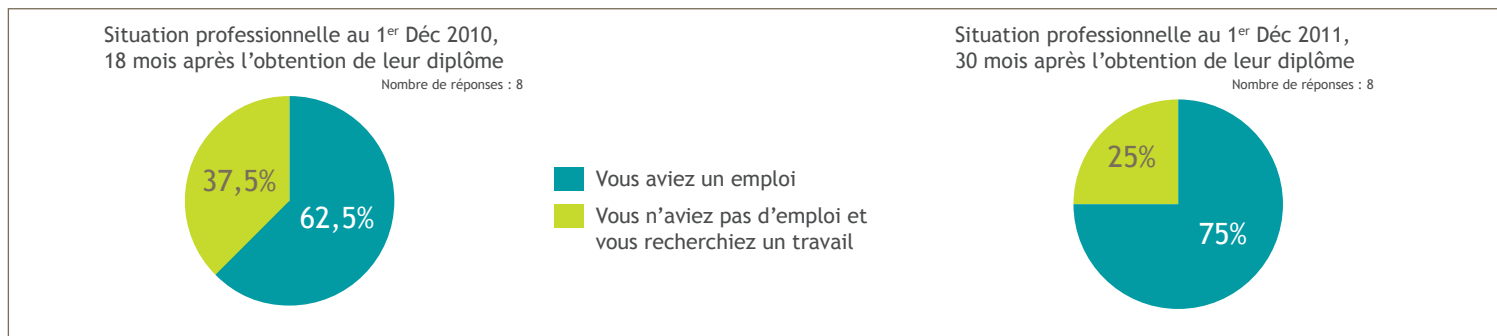 Situation professionnelle au 1er Déc 2010,
18 mois après l’obtention de leur diplôme
Nombre de réponses : 8
37,5%
62,5%
Vous aviez un emploi
Vous n’aviez pas d’emploi et
vous recherchiez un travail
Situation professionnelle au 1er Déc 2011,
30 mois après l’obtention de leur diplôme
Nombre de réponses : 8
25%
75%